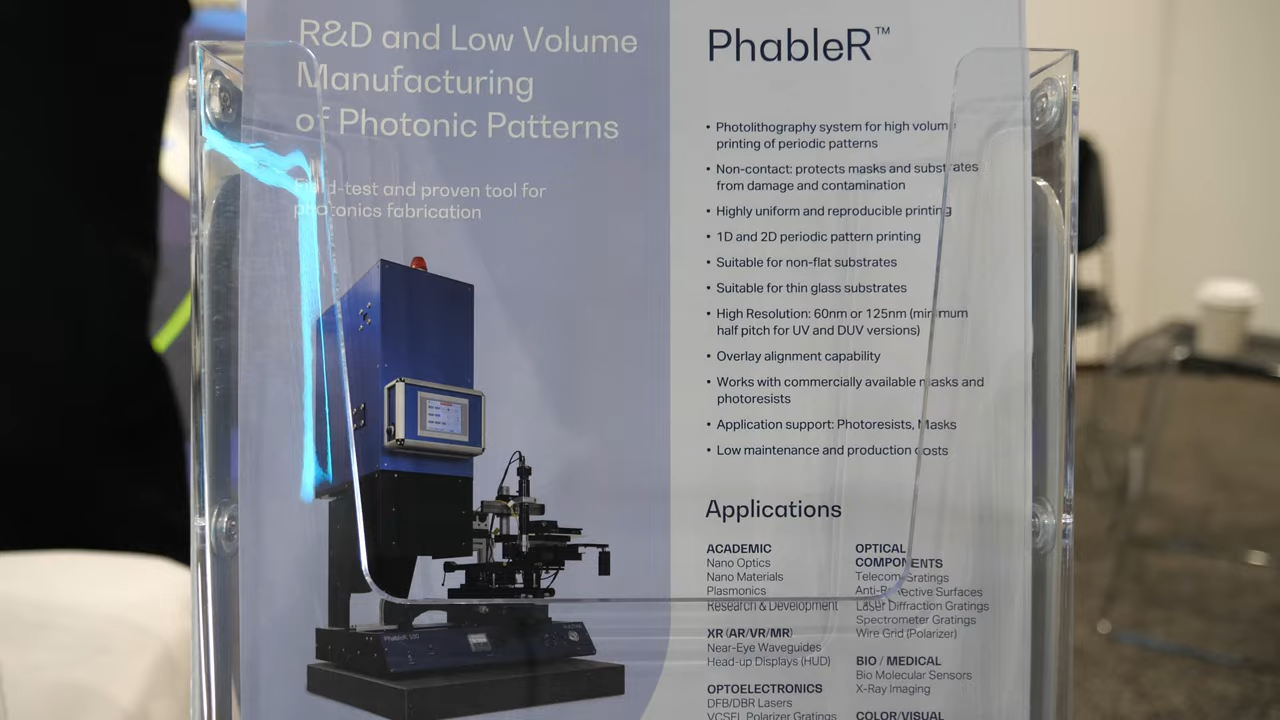 R&D and Low Volume
Manufacturing
of Photonic Patterns
Field-test and proven tool for
photonics fabrication
PhableR 100
PhableR™
• Photolithography system for high volume
printing of periodic patterns
• Non-contact: protects masks and substrates
from damage and contamination
• Highly uniform and reproducible printing
• 1D and 2D periodic pattern printing
• Suitable for non-flat substrates
• Suitable for thin glass substrates
• High Resolution: 60nm or 125nm (minimum
half pitch for UV and DUV versions)
• Overlay alignment capability
• Works with commercially available masks and
photoresists
• Application support: Photoresists, Masks
• Low maintenance and production costs
Applications
ACADEMIC
Nano Optics
Nano Materials
Plasmonics
Research & Development
XR (AR/VR/MR)
Near-Eye Waveguides
Head-up Displays (HUD)
OPTOELECTRONICS
DFB/DBR Lasers
VCSEL Polarizer Gratings
OPTICAL
COMPONENTS
Telecom Gratings
Anti-Reflective Surfaces
Laser Diffraction Gratings
Spectrometer Gratings
Wire Grid (Polarizer)
BIO / MEDICAL
Bio Molecular Sensors
X-Ray Imaging
COLOR/VISUAL